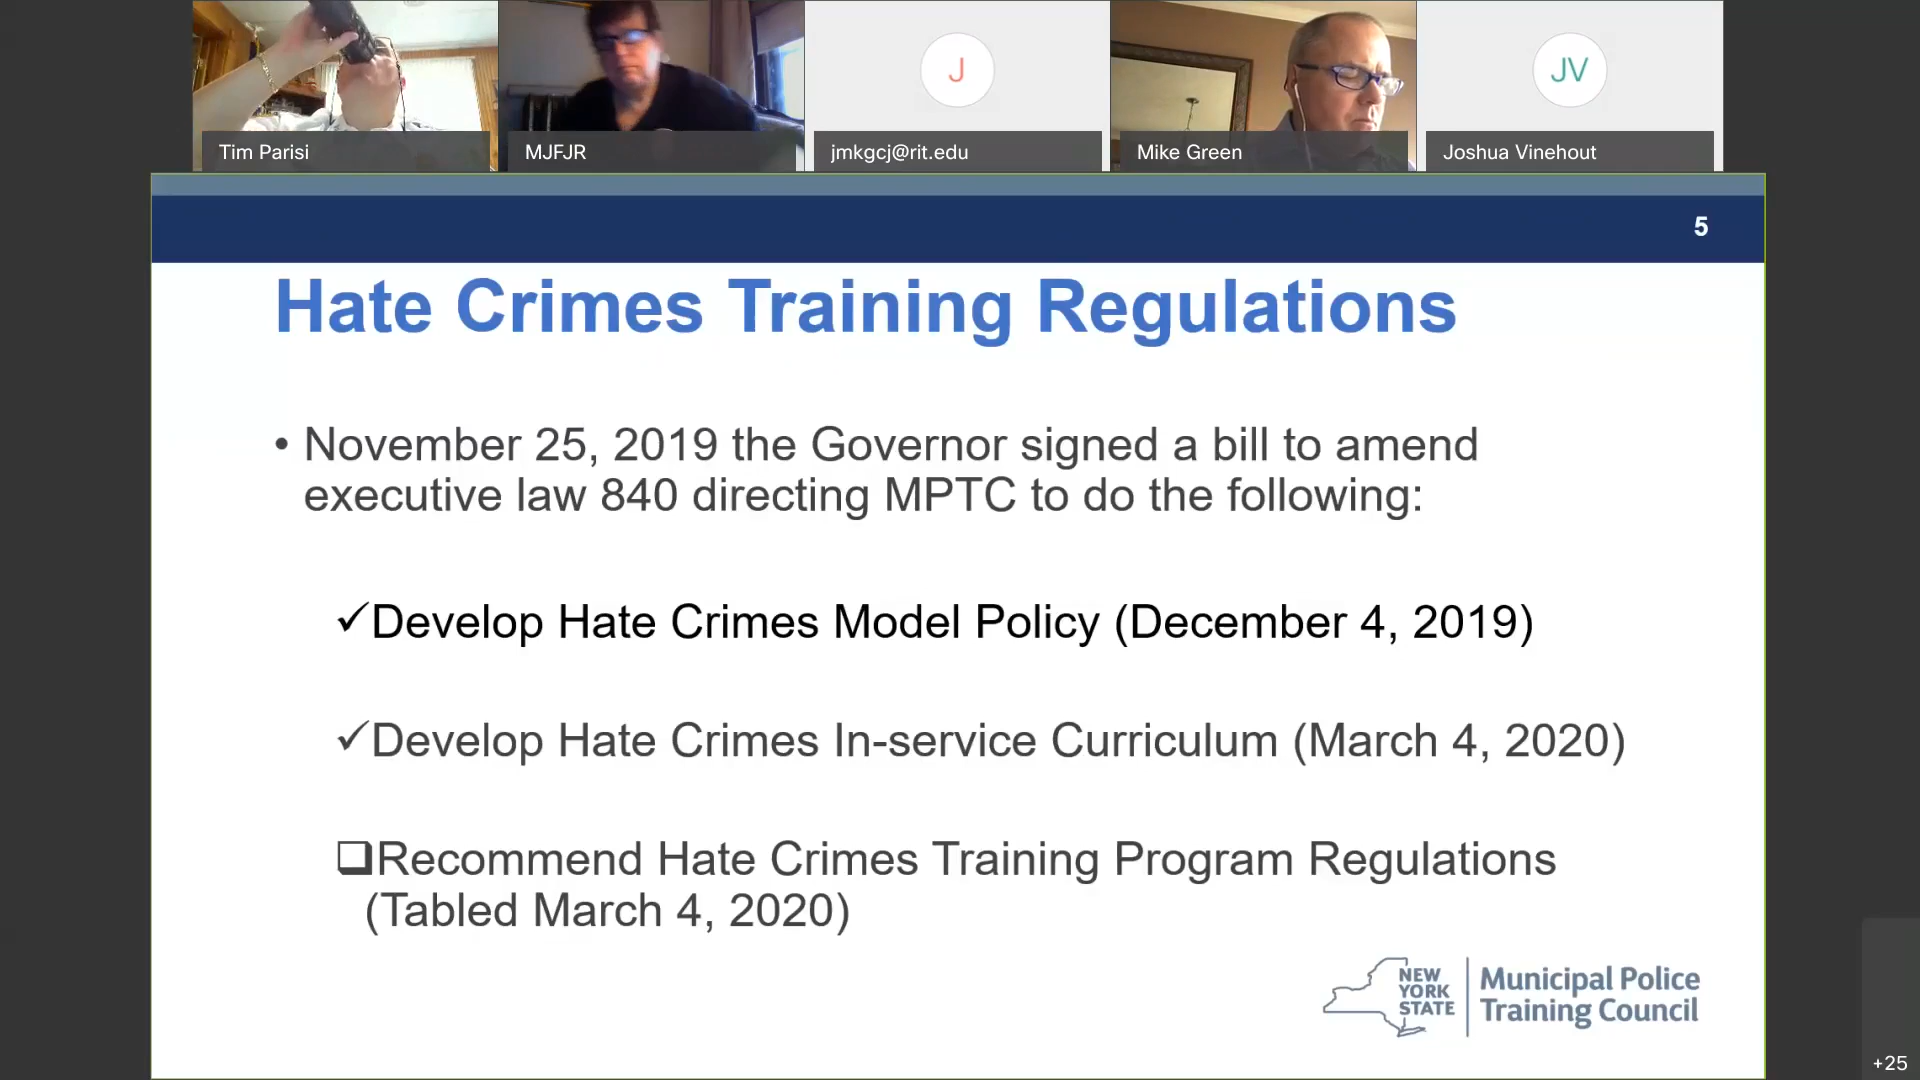 J
JV
Tim Parisi
MJFJR
jmkgcj@rit.edu
Mike Green
Joshua Vinehout
5
Hate Crimes Training Regulations
• November 25, 2019 the Governor signed a bill to amend
executive law 840 directing MPTC to do the following:
✓Develop Hate Crimes Model Policy (December 4, 2019)
✓Develop Hate Crimes In-service Curriculum (March 4, 2020)
❑Recommend Hate Crimes Training Program Regulations
(Tabled March 4, 2020)
NEW
YORK
STATE
Municipal Police
Training Council
+25